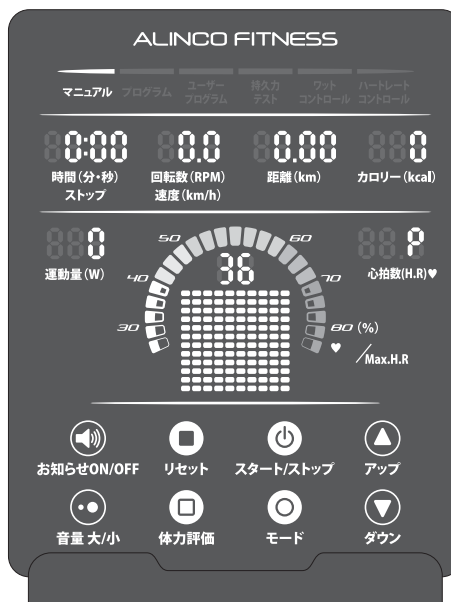 ALINCO FITNESS
マニュアル プログラム ユーザー プログラム 持久力 テスト ワット コントロール ハートレート コントロール
0:00 0.0 0.00 0
時間(分・秒) 回転数(RPM) 距離(km) カロリー(kcal)
ストップ 速度(km/h)
0 P
運動量(W) 心拍数(H.R)♥
50 60
40 36 70
30 80 (%)
♥ /Max.H.R
お知らせON/OFF リセット スタート/ストップ アップ
音量 大/小 体力評価 モード ダウン